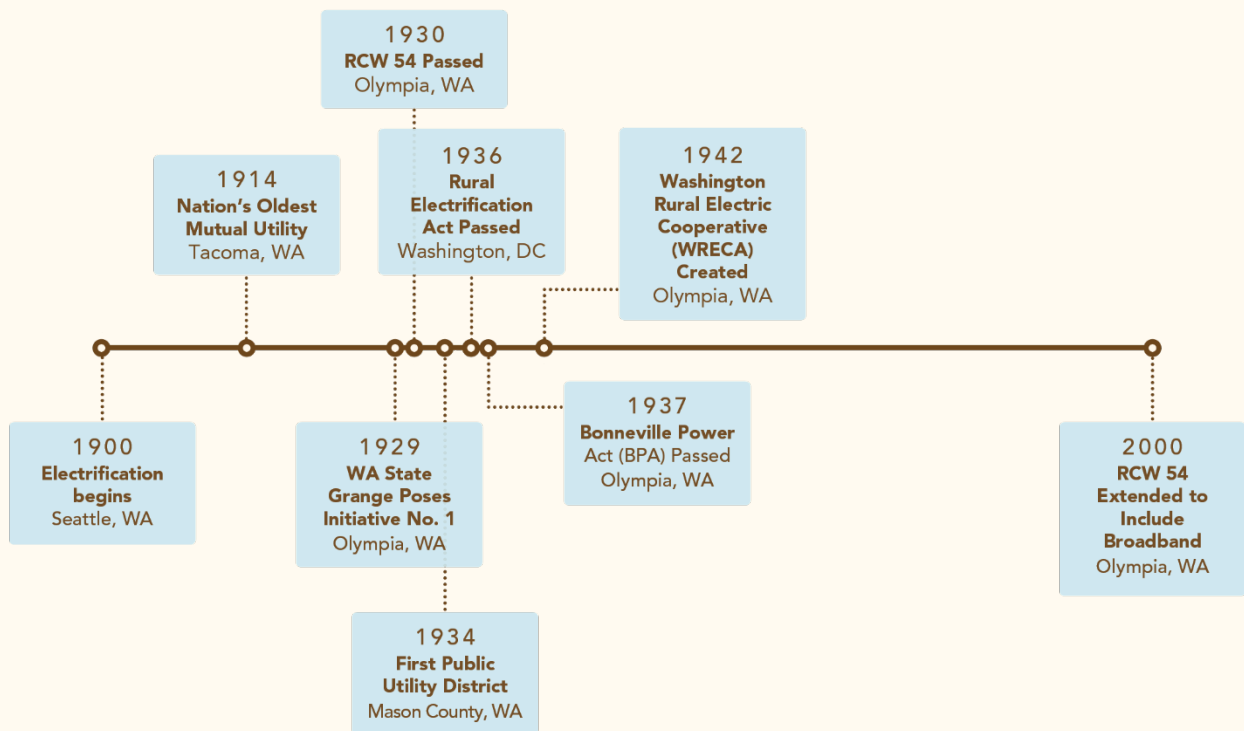 1930
RCW 54 Passed
Olympia, WA
1914
Nation's Oldest
Mutual Utility
Tacoma, WA
1936
Rural
Electrification
Act Passed
Washington, DC
1942
Washington
Rural Electric
Cooperative
(WRECA)
Created
Olympia, WA
1900
Electrification
begins
Seattle, WA
1929
WA State
Grange Poses
Initiative No. 1
Olympia, WA
1934
First Public
Utility District
Mason County, WA
1937
Bonneville Power
Act (BPA) Passed
Olympia, WA
2000
RCW 54
Extended to
Include
Broadband
Olympia, WA